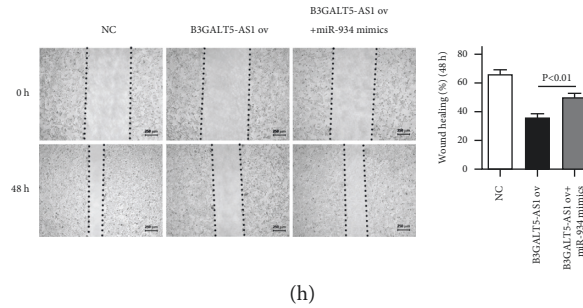 NC
B3GALT5-AS1 ov
B3GALT5-AS1 ov
+miR-934 mimics
0 h
48 h
Wound healing (%) (48 h)
80
60
40
20
0
P<0.01
NC
B3GALT5-AS1 ov
B3GALT5-AS1 ov+
miR-934 mimics
(h)